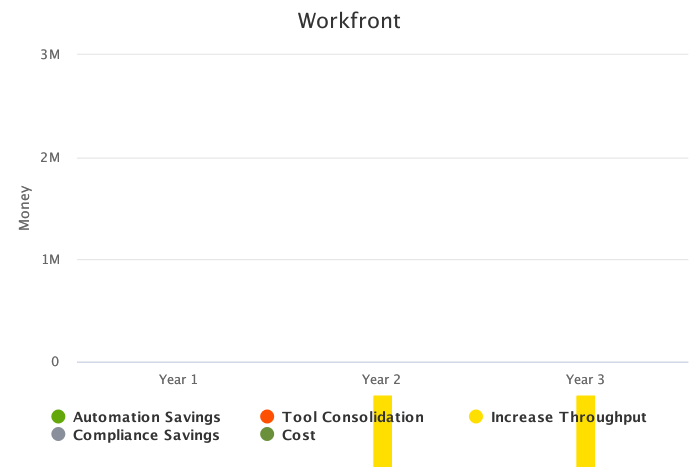 Workfront
3M
2M
1M
0
Money
Year 1 Year 2 Year 3
Automation Savings Tool Consolidation Increase Throughput
Compliance Savings Cost